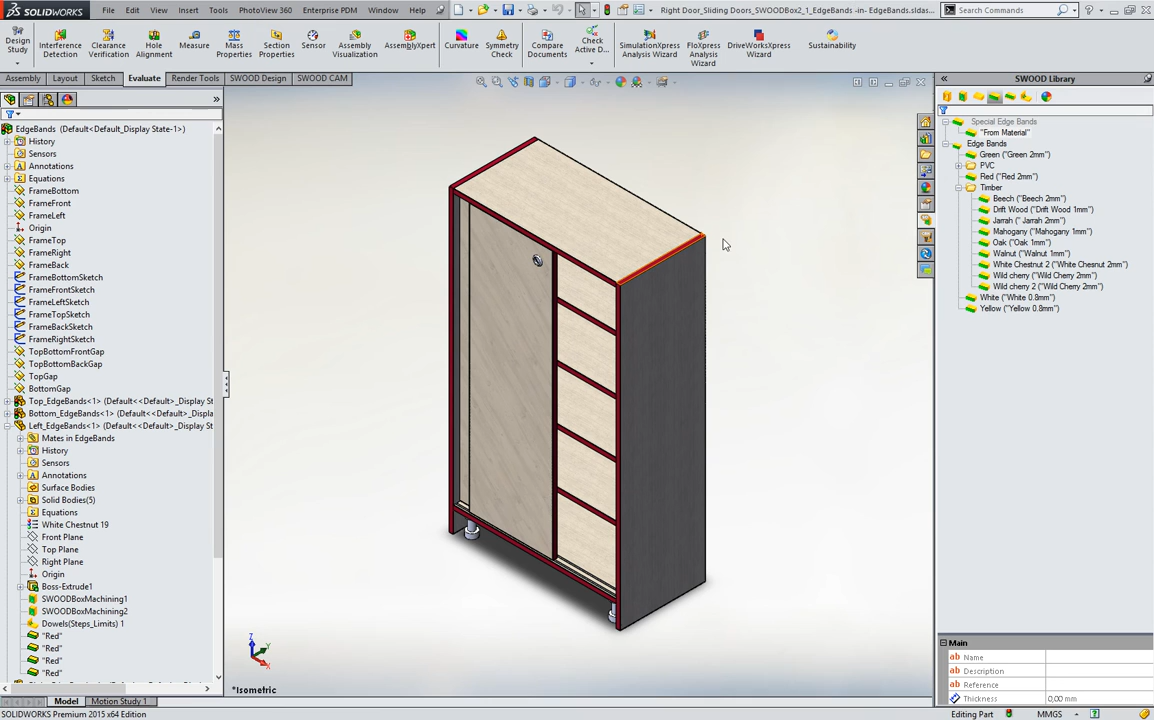 SOLIDWORKS File Edit View Insert Tools PhotoView 360 Enterprise PDM Window Help Right Door_Sliding Doors_SWOODBox2_1_EdgeBands -in- EdgeBands.sldas... Search Commands
Design Study
Interference Detection
Clearance Verification
Hole Alignment
Measure
Mass Properties
Section Properties
Sensor
Assembly Visualization
AssemblyXpert
Curvature
Symmetry Check
Compare Documents
Check Active D...
SimulationXpress Analysis Wizard
FloXpress Analysis Wizard
DriveWorksXpress Wizard
Sustainability
Assembly Layout Sketch Evaluate Render Tools SWOOD Design SWOOD CAM
EdgeBands (Default<Default_Display State-1>)
History
Sensors
Annotations
Equations
FrameBottom
FrameFront
FrameLeft
Origin
FrameTop
FrameRight
FrameBack
FrameBottomSketch
FrameFrontSketch
FrameLeftSketch
FrameTopSketch
FrameBackSketch
FrameRightSketch
TopBottomFrontGap
TopBottomBackGap
TopGap
BottomGap
Top_EdgeBands<1> (Default<<Default>_Display St
Bottom_EdgeBands<1> (Default<<Default>_Displa
Left_EdgeBands<1> (Default<<Default>_Display St
Mates in EdgeBands
History
Sensors
Annotations
Surface Bodies
Solid Bodies(5)
Equations
White Chestnut 19
Front Plane
Top Plane
Right Plane
Origin
Boss-Extrude1
SWOODBoxMachining1
SWOODBoxMachining2
Dowels(Steps_Limits) 1
"Red"
"Red"
"Red"
"Red"
Z
Y
X
*Isometric
SWOOD Library
Special Edge Bands
"From Material"
Edge Bands
Green ("Green 2mm")
PVC
Red ("Red 2mm")
Timber
Beech ("Beech 2mm")
Drift Wood ("Drift Wood 1mm")
Jarrah (" Jarrah 2mm")
Mahogany ("Mahogany 1mm")
Oak ("Oak 1mm")
Walnut ("Walnut 1mm")
White Chestnut 2 ("White Chesnut 2mm")
Wild cherry ("Wild Cherry 2mm")
Wild cherry 2 ("Wild Cherry 2mm")
White ("White 0.8mm")
Yellow ("Yellow 0.8mm")
Main
Name
Description
Reference
Thickness 0,00 mm
Model Motion Study 1
SOLIDWORKS Premium 2015 x64 Edition Editing Part MMGS